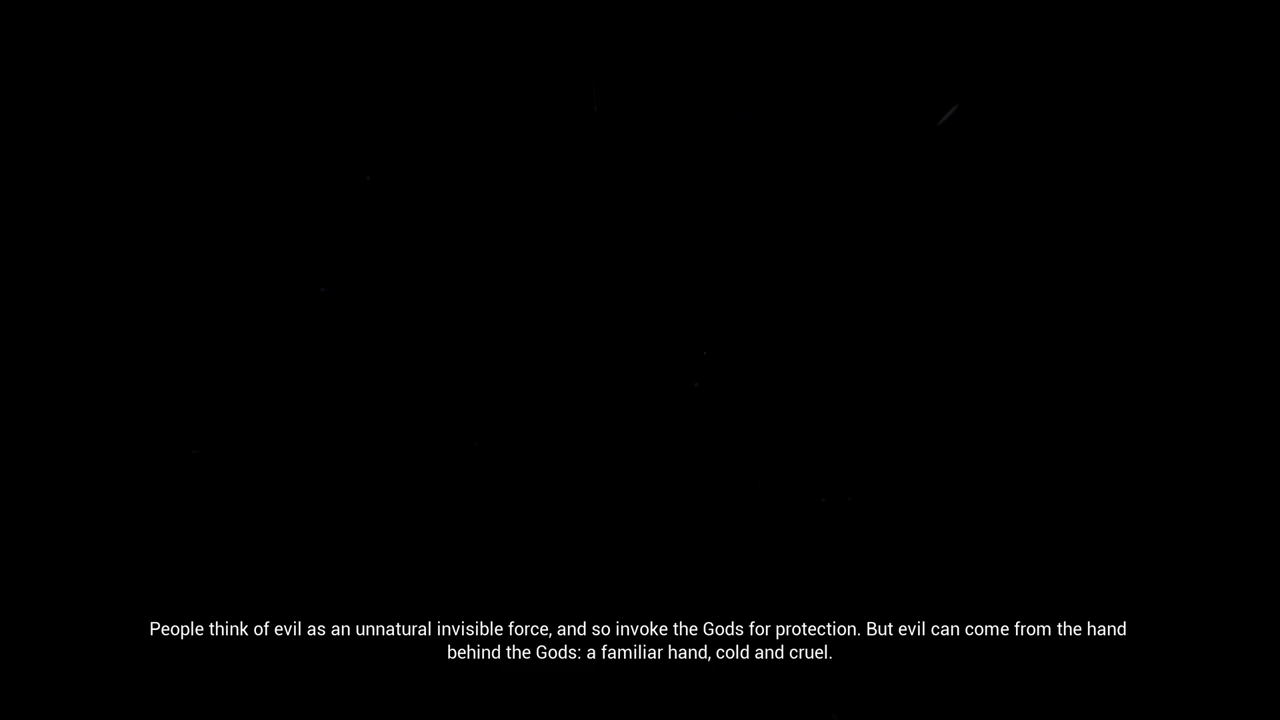 People think of evil as an unnatural invisible force, and so invoke the Gods for protection. But evil can come from the hand
behind the Gods: a familiar hand, cold and cruel.